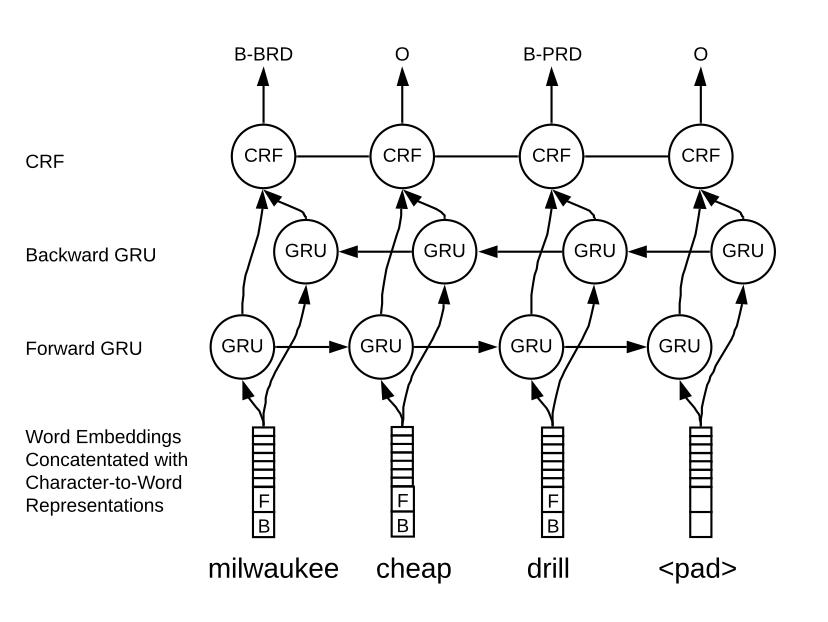 B-BRD O B-PRD O
CRF CRF CRF CRF CRF
Backward GRU GRU GRU GRU GRU
Forward GRU GRU GRU GRU GRU
Word Embeddings
Concatentated with
Character-to-Word
Representations
F F F
B B B
milwaukee cheap drill <pad>